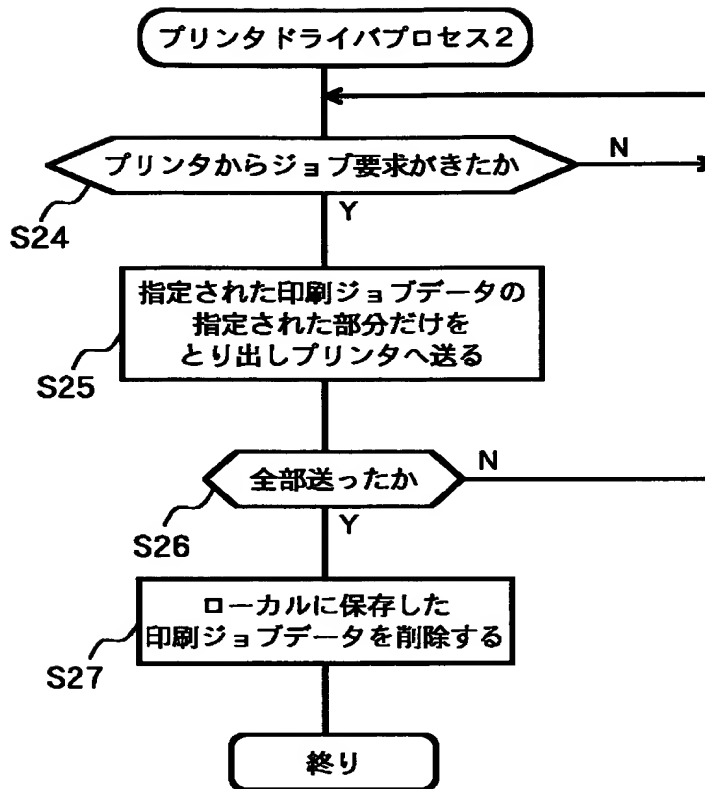 プリンタドライバプロセス2
プリンタからジョブ要求がきたか
N
Y
S24
指定された印刷ジョブデータの
指定された部分だけを
とり出しプリンタへ送る
S25
全部送ったか
N
Y
S26
ローカルに保存した
印刷ジョブデータを削除する
S27
終り